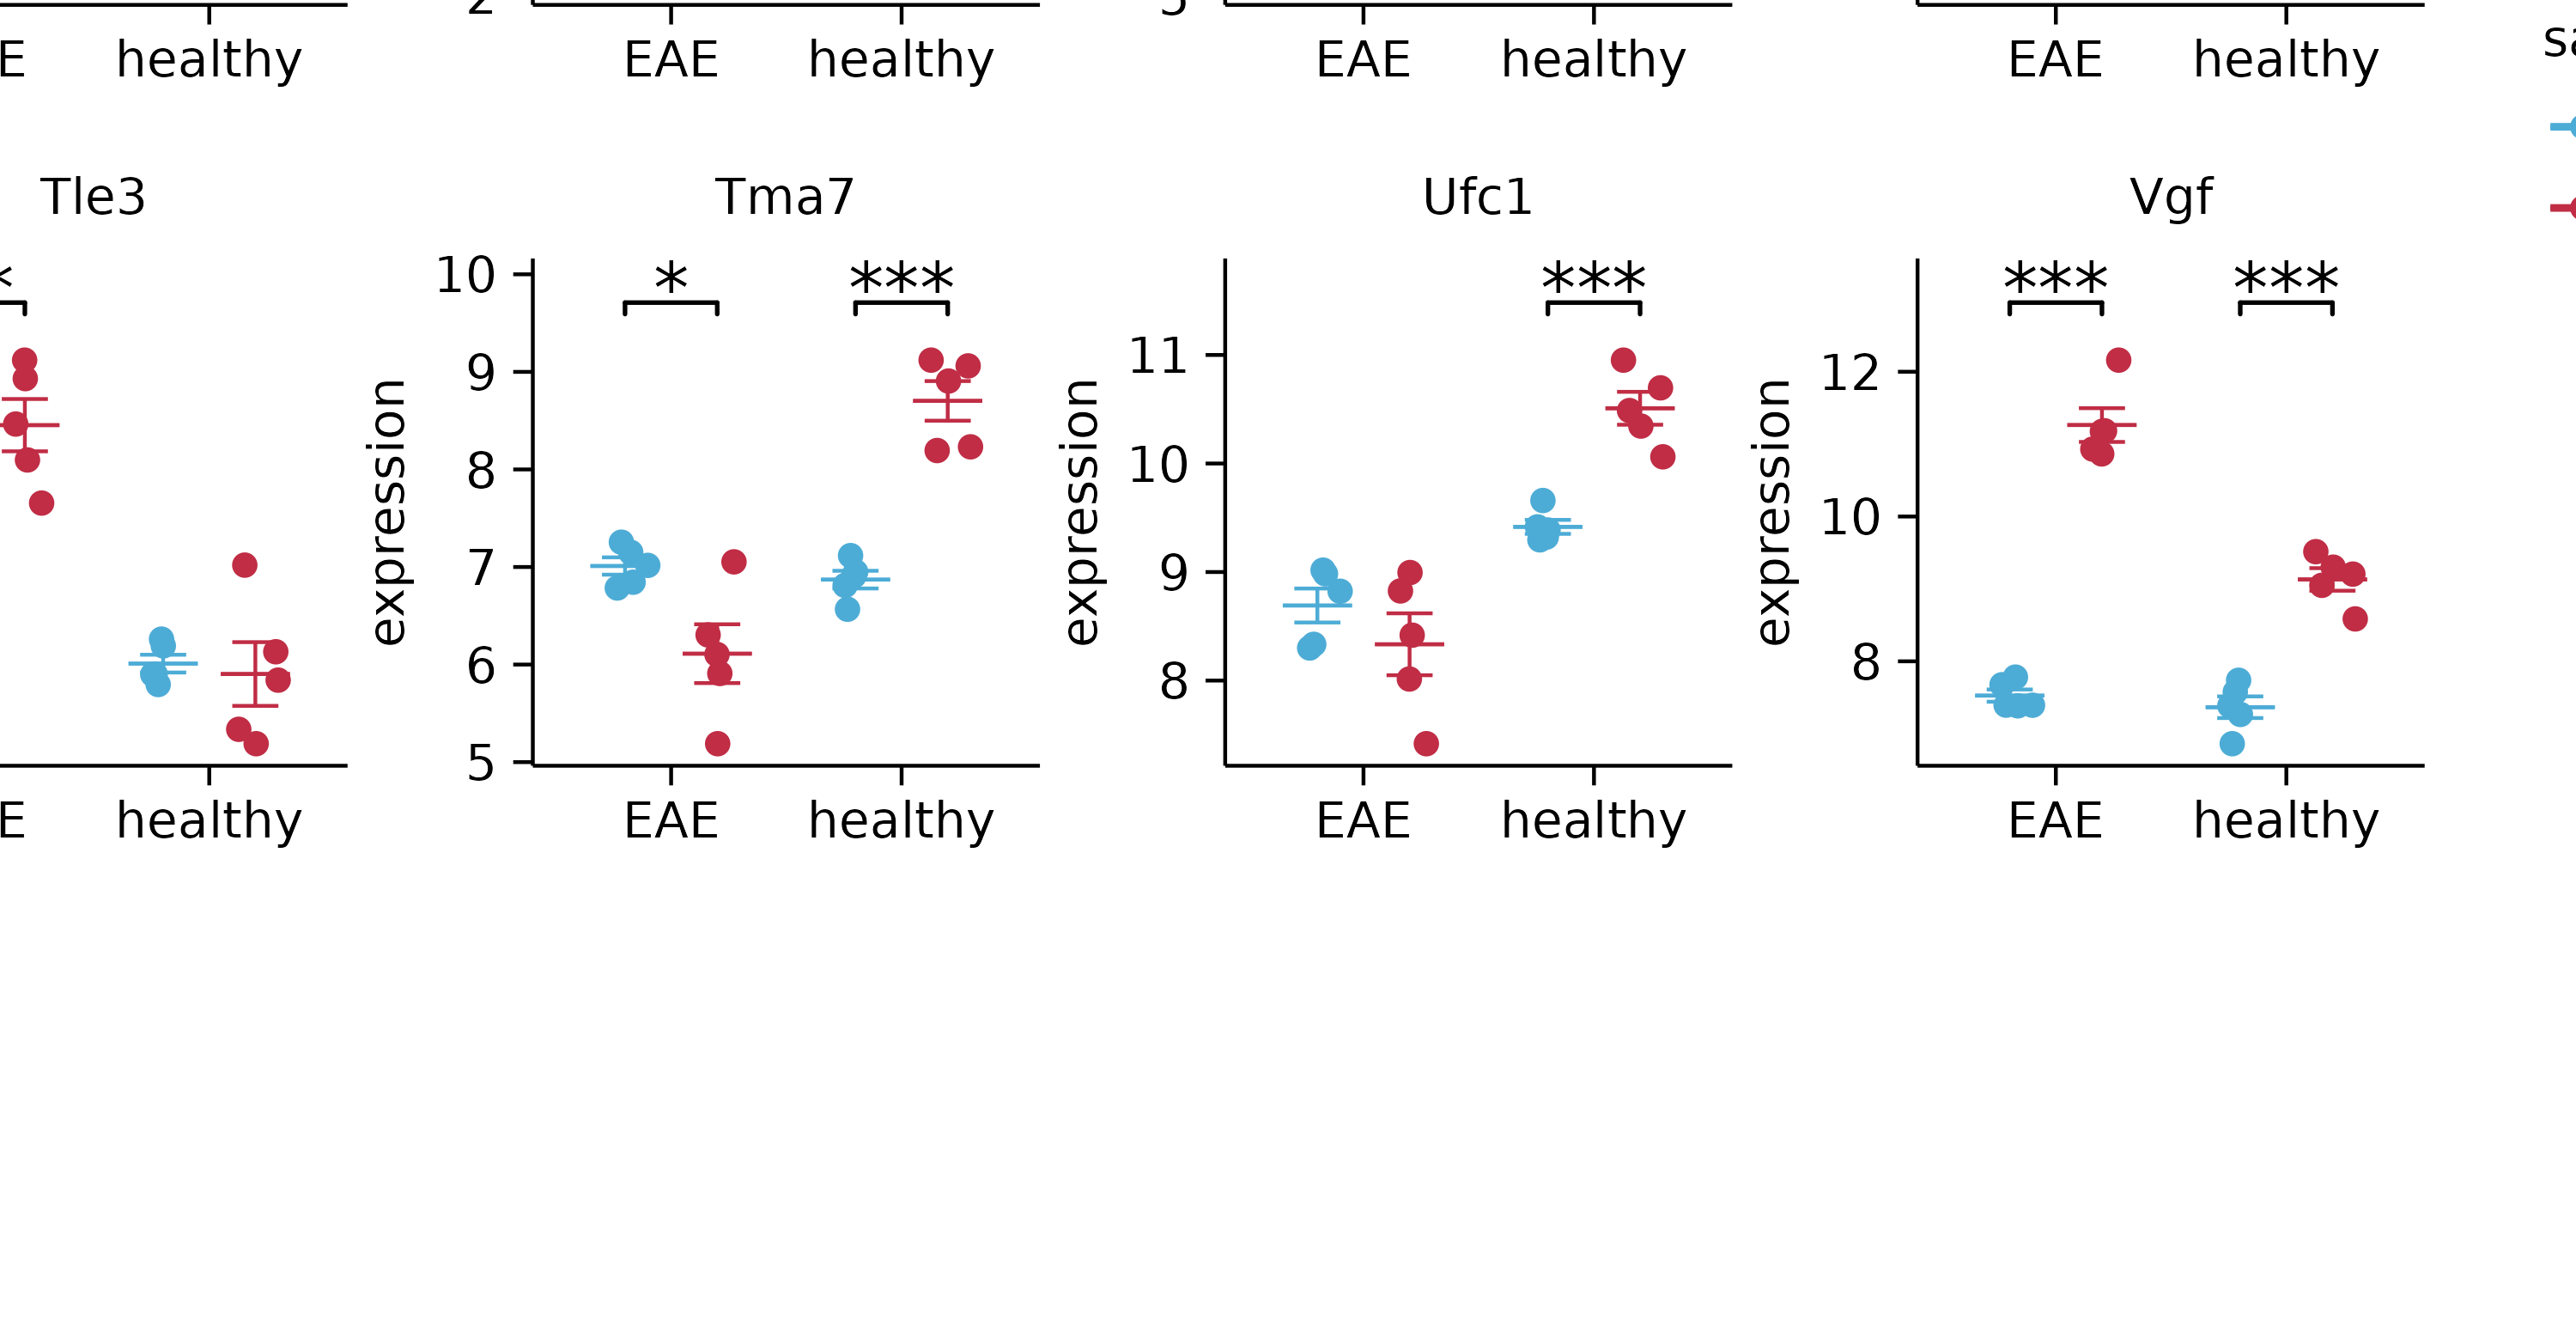 EAE healthy EAE healthy EAE healthy
healthy
Tle3 Tma7 Ufc1 Vgf
* *** *** *** ***
10
9
8
7
6
5
expression
11
10
9
8
expression
12
10
8
expression
healthy EAE healthy EAE healthy EAE healthy